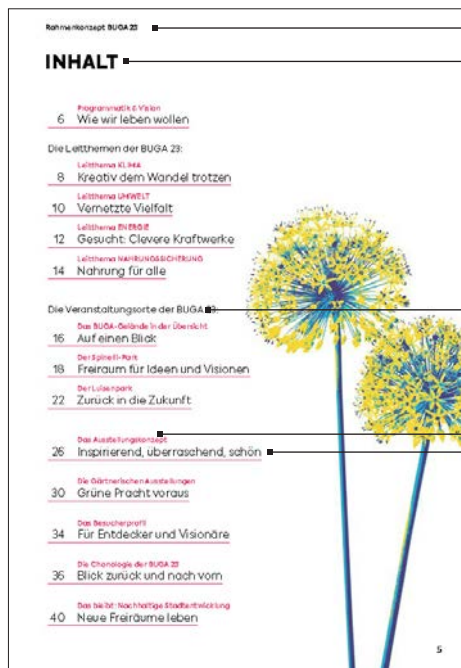 Rahmenkonzept BUGA 23
INHALT
Programmatik & Vision
6 Wie wir leben wollen
Die Leitthemen der BUGA 23:
Leitthema KLIMA
8 Kreativ dem Wandel trotzen
Leitthema UMWELT
10 Vernetzte Vielfalt
Leitthema ENERGIE
12 Gesucht: Clevere Kraftwerke
Leitthema NAHRUNGSSICHERUNG
14 Nahrung für alle
Die Veranstaltungsorte der BUGA 23:
Das BUGA-Gelände in der Übersicht
16 Auf einen Blick
Der Spinelli-Park
18 Freiraum für Ideen und Visionen
Der Luisenpark
22 Zurück in die Zukunft
Das Ausstellungskonzept
26 Inspirierend, überraschend, schön
Die Gärtnerischen Ausstellungen
30 Grüne Pracht voraus
Das Besucherprofil
34 Für Entdecker und Visionäre
Die Chonologie der BUGA 23
36 Blick zurück und nach vorn
Das bleibt: Nachhaltige Stadtentwicklung
40 Neue Freiräume leben
5